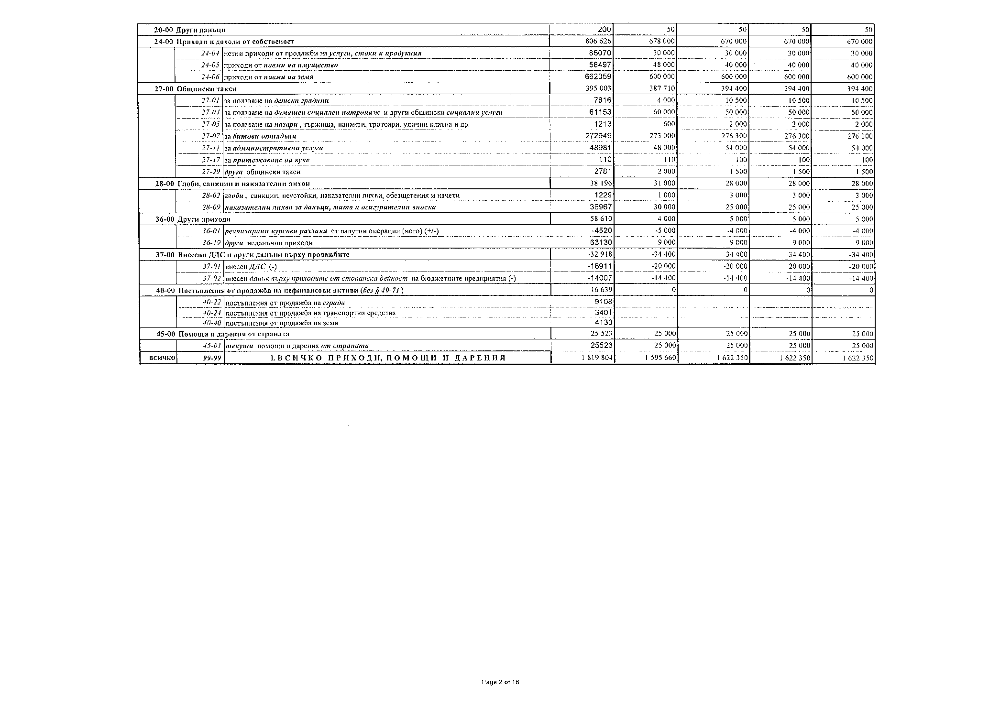 20-00 Други данъци 200 50 50 50 50
24-00 Приходи и доходи от собственост 806 626 678 000 670 000 670 000 670 000
24-04 нетни приходи от продажби на услуги, стоки и продукция 86070 30 000 30 000 30 000 30 000
24-05 приходи от наеми на имущество 58497 48 000 40 000 40 000 40 000
24-06 приходи от наеми на земя 662059 600 000 600 000 600 000 600 000
27-00 Общински такси 395 003 387 710 394 400 394 400 394 400
27-01 за ползване на детски градини 7816 4 000 10 500 10 500 10 500
27-04 за ползване на домашен социален патронаж и други общински социални услуги 61153 60 000 50 000 50 000 50 000
27-05 за ползване на пазари , тържища, панаири, тротоари, улични платна и др. 1213 600 2 000 2 000 2 000
27-07 за битови отпадъци 272949 273 000 276 300 276 300 276 300
27-11 за административни услуги 48981 48 000 54 000 54 000 54 000
27-17 за притежаване на куче 110 110 100 100 100
27-29 други общински такси 2781 2 000 1 500 1 500 1 500
28-00 Глоби, санкции и наказателни лихви 38 196 31 000 28 000 28 000 28 000
28-02 глоби , санкции, неустойки, наказателни лихви, обезщетения и начети 1229 1 000 3 000 3 000 3 000
28-09 наказателни лихви за данъци, мита и осигурителни вноски 36967 30 000 25 000 25 000 25 000
36-00 Други приходи 58 610 4 000 5 000 5 000 5 000
36-01 реализирани курсови разлики от валутни операции (нето) (+/-) -4520 -5 000 -4 000 -4 000 -4 000
36-19 други неданъчни приходи 63130 9 000 9 000 9 000 9 000
37-00 Внесени ДДС и други данъци върху продажбите -32 918 -34 400 -34 400 -34 400 -34 400
37-01 внесен ДДС (-) -18911 -20 000 -20 000 -20 000 -20 000
37-02 внесен данък върху приходите от стопанска дейност на бюджетните предприятия (-) -14007 -14 400 -14 400 -14 400 -14 400
40-00 Постъпления от продажба на нефинансови активи (без § 40-71 ) 16 639 0 0 0 0
40-22 постъпления от продажба на сгради 9108
40-24 постъпления от продажба на транспортни средства 3401
40-40 постъпления от продажба на земя 4130
45-00 Помощи и дарения от страната 25 523 25 000 25 000 25 000 25 000
45-01 текущи помощи и дарения от страната 25523 25 000 25 000 25 000 25 000
ВСИЧКО 99-99 I. ВСИЧКО ПРИХОДИ, ПОМОЩИ И ДАРЕНИЯ 1 819 804 1 595 660 1 622 350 1 622 350 1 622 350
Page 2 of 16